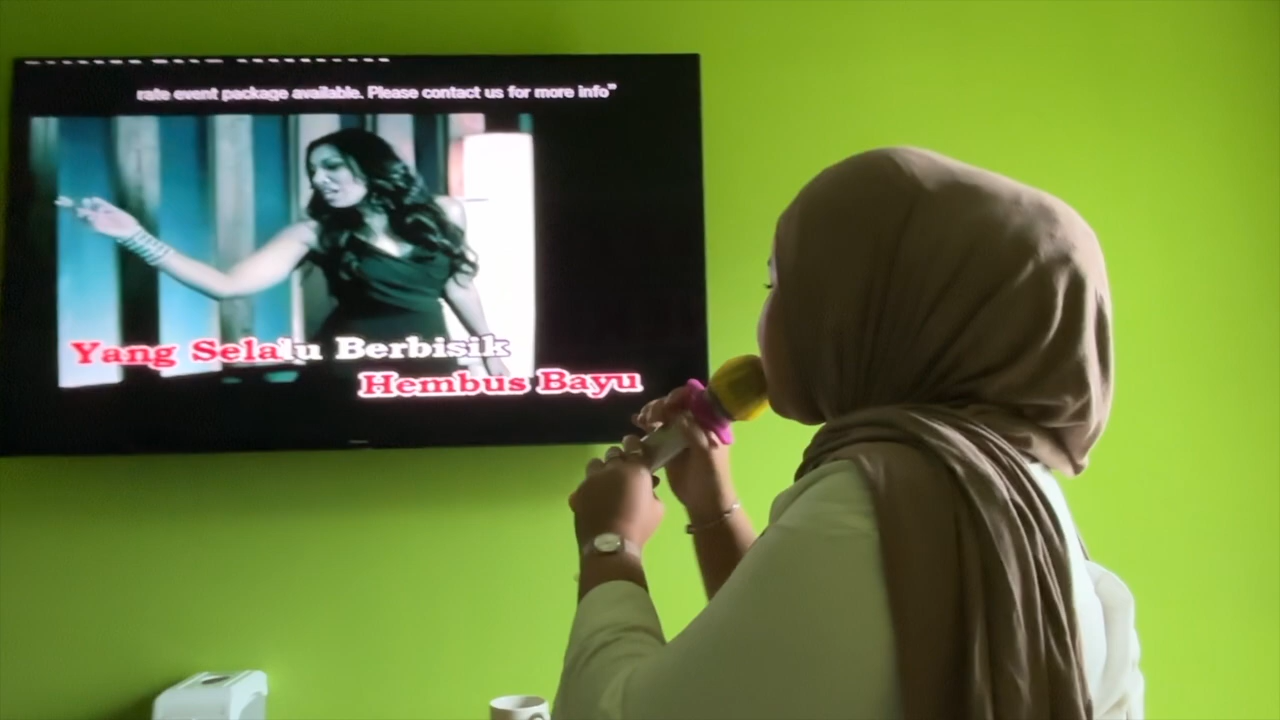 rate event package available. Please contact us for more info"
Yang Selalu Berbisik
Hembus Bayu